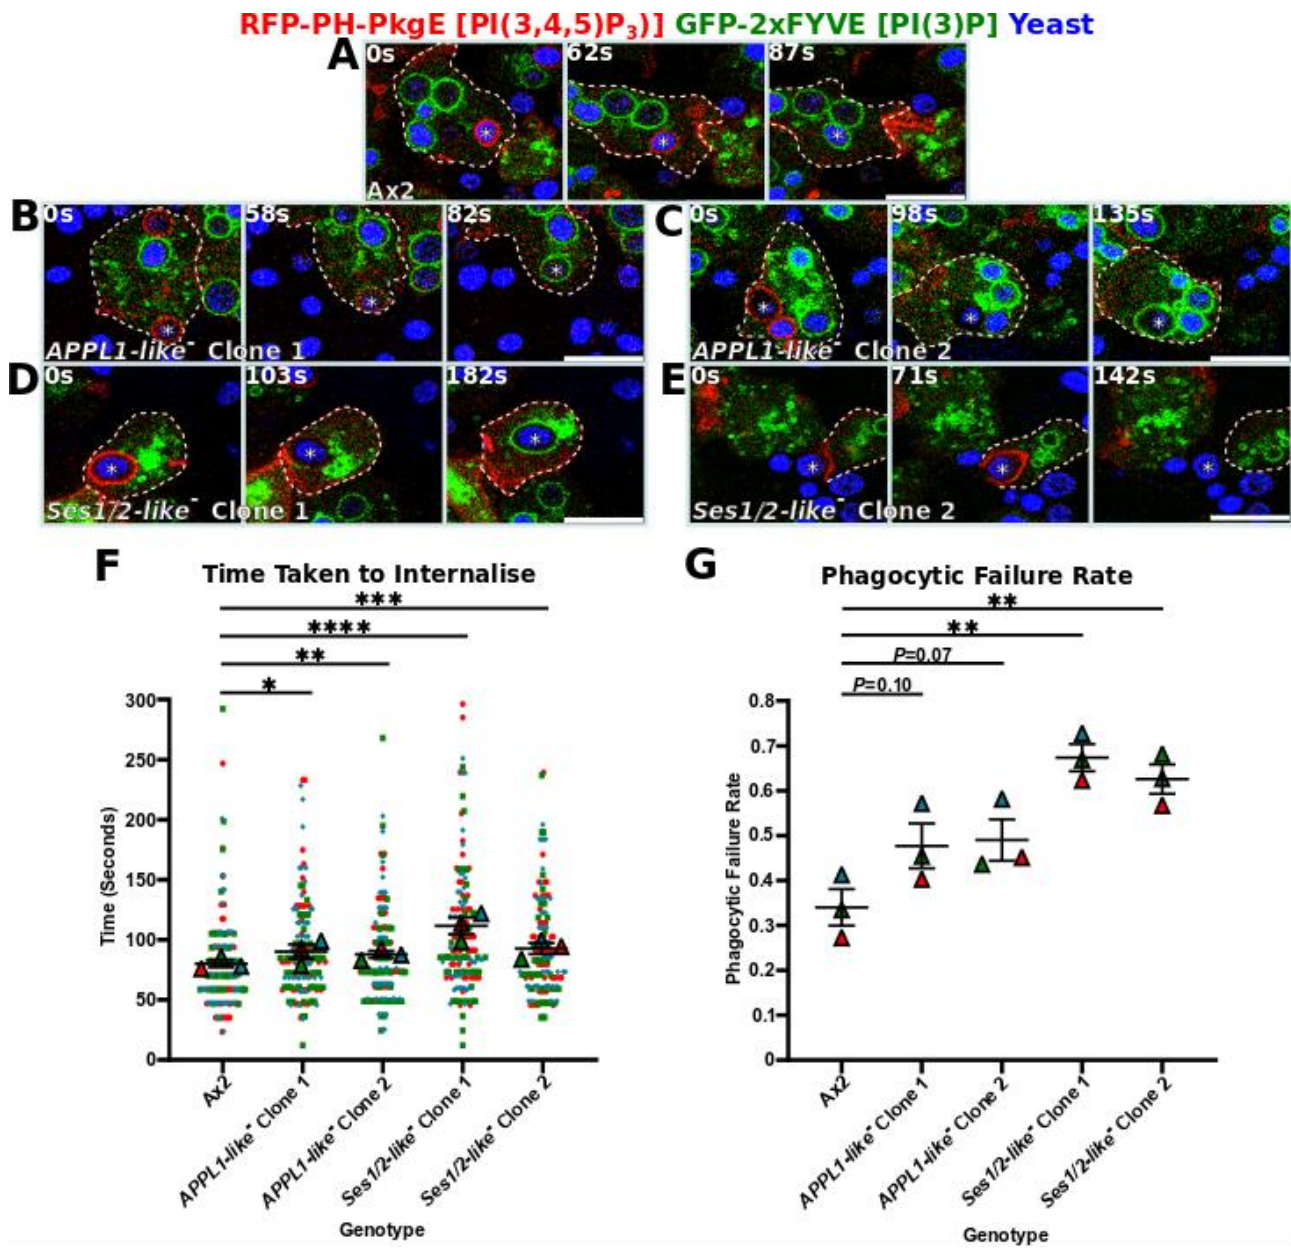 RFP-PH-PkgE [PI(3,4,5)P3)] GFP-2xFYVE [PI(3)P] Yeast
A
0s
62s
87s
Ax2
B
0s
58s
82s
APPL1-like- Clone 1
C
0s
98s
135s
APPL1-like- Clone 2
D
0s
103s
182s
Ses1/2-like- Clone 1
E
0s
71s
142s
Ses1/2-like- Clone 2
F
Time Taken to Internalise
***
****
**
*
300
250
200
150
100
50
0
Time (Seconds)
Ax2
APPL1-like- Clone 1
APPL1-like- Clone 2
Ses1/2-like- Clone 1
Ses1/2-like- Clone 2
Genotype
G
Phagocytic Failure Rate
**
**
P=0.07
P=0.10
0.8
0.7
0.6
0.5
0.4
0.3
0.2
0.1
0
Phagocytic Failure Rate
Ax2
APPL1-like- Clone 1
APPL1-like- Clone 2
Ses1/2-like- Clone 1
Ses1/2-like- Clone 2
Genotype